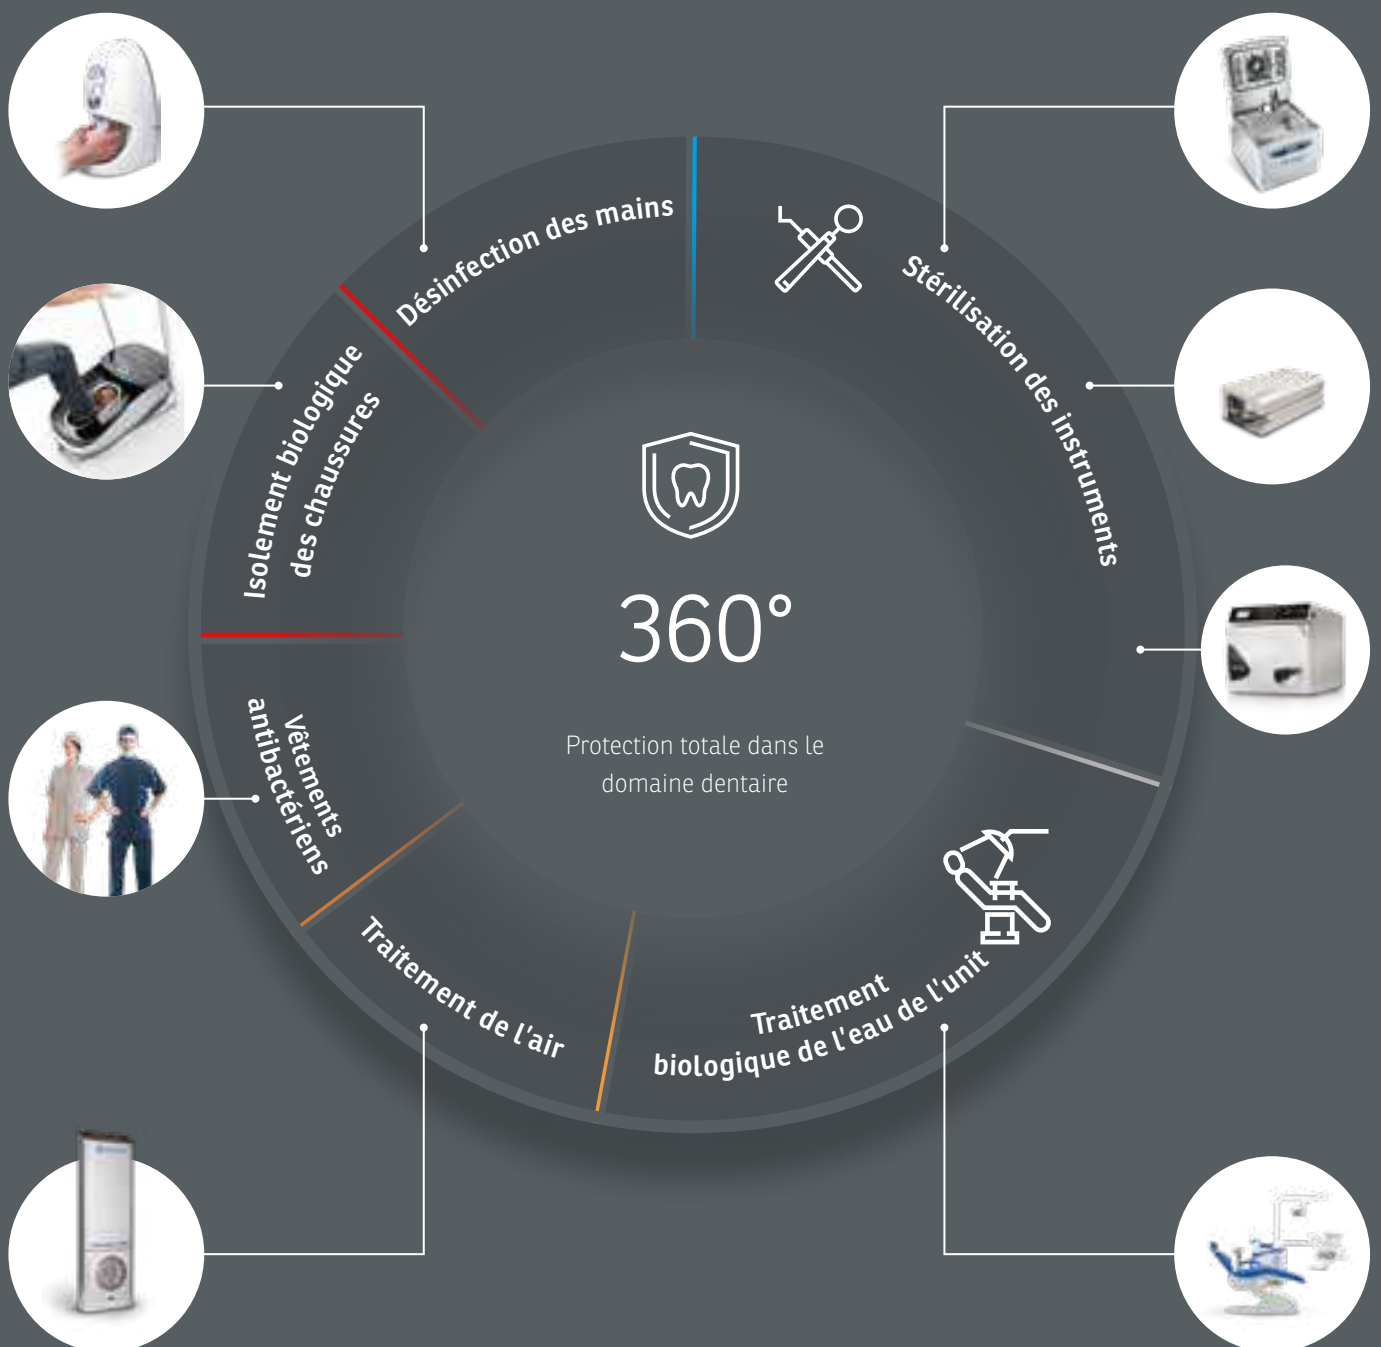 Désinfection des mains
Stérilisation des instruments
Isolement biologique
des chaussures
360°
Protection totale dans le
domaine dentaire
Vêtements
antibactériens
Traitement de l'air
Traitement
biologique de l'eau de l'unit